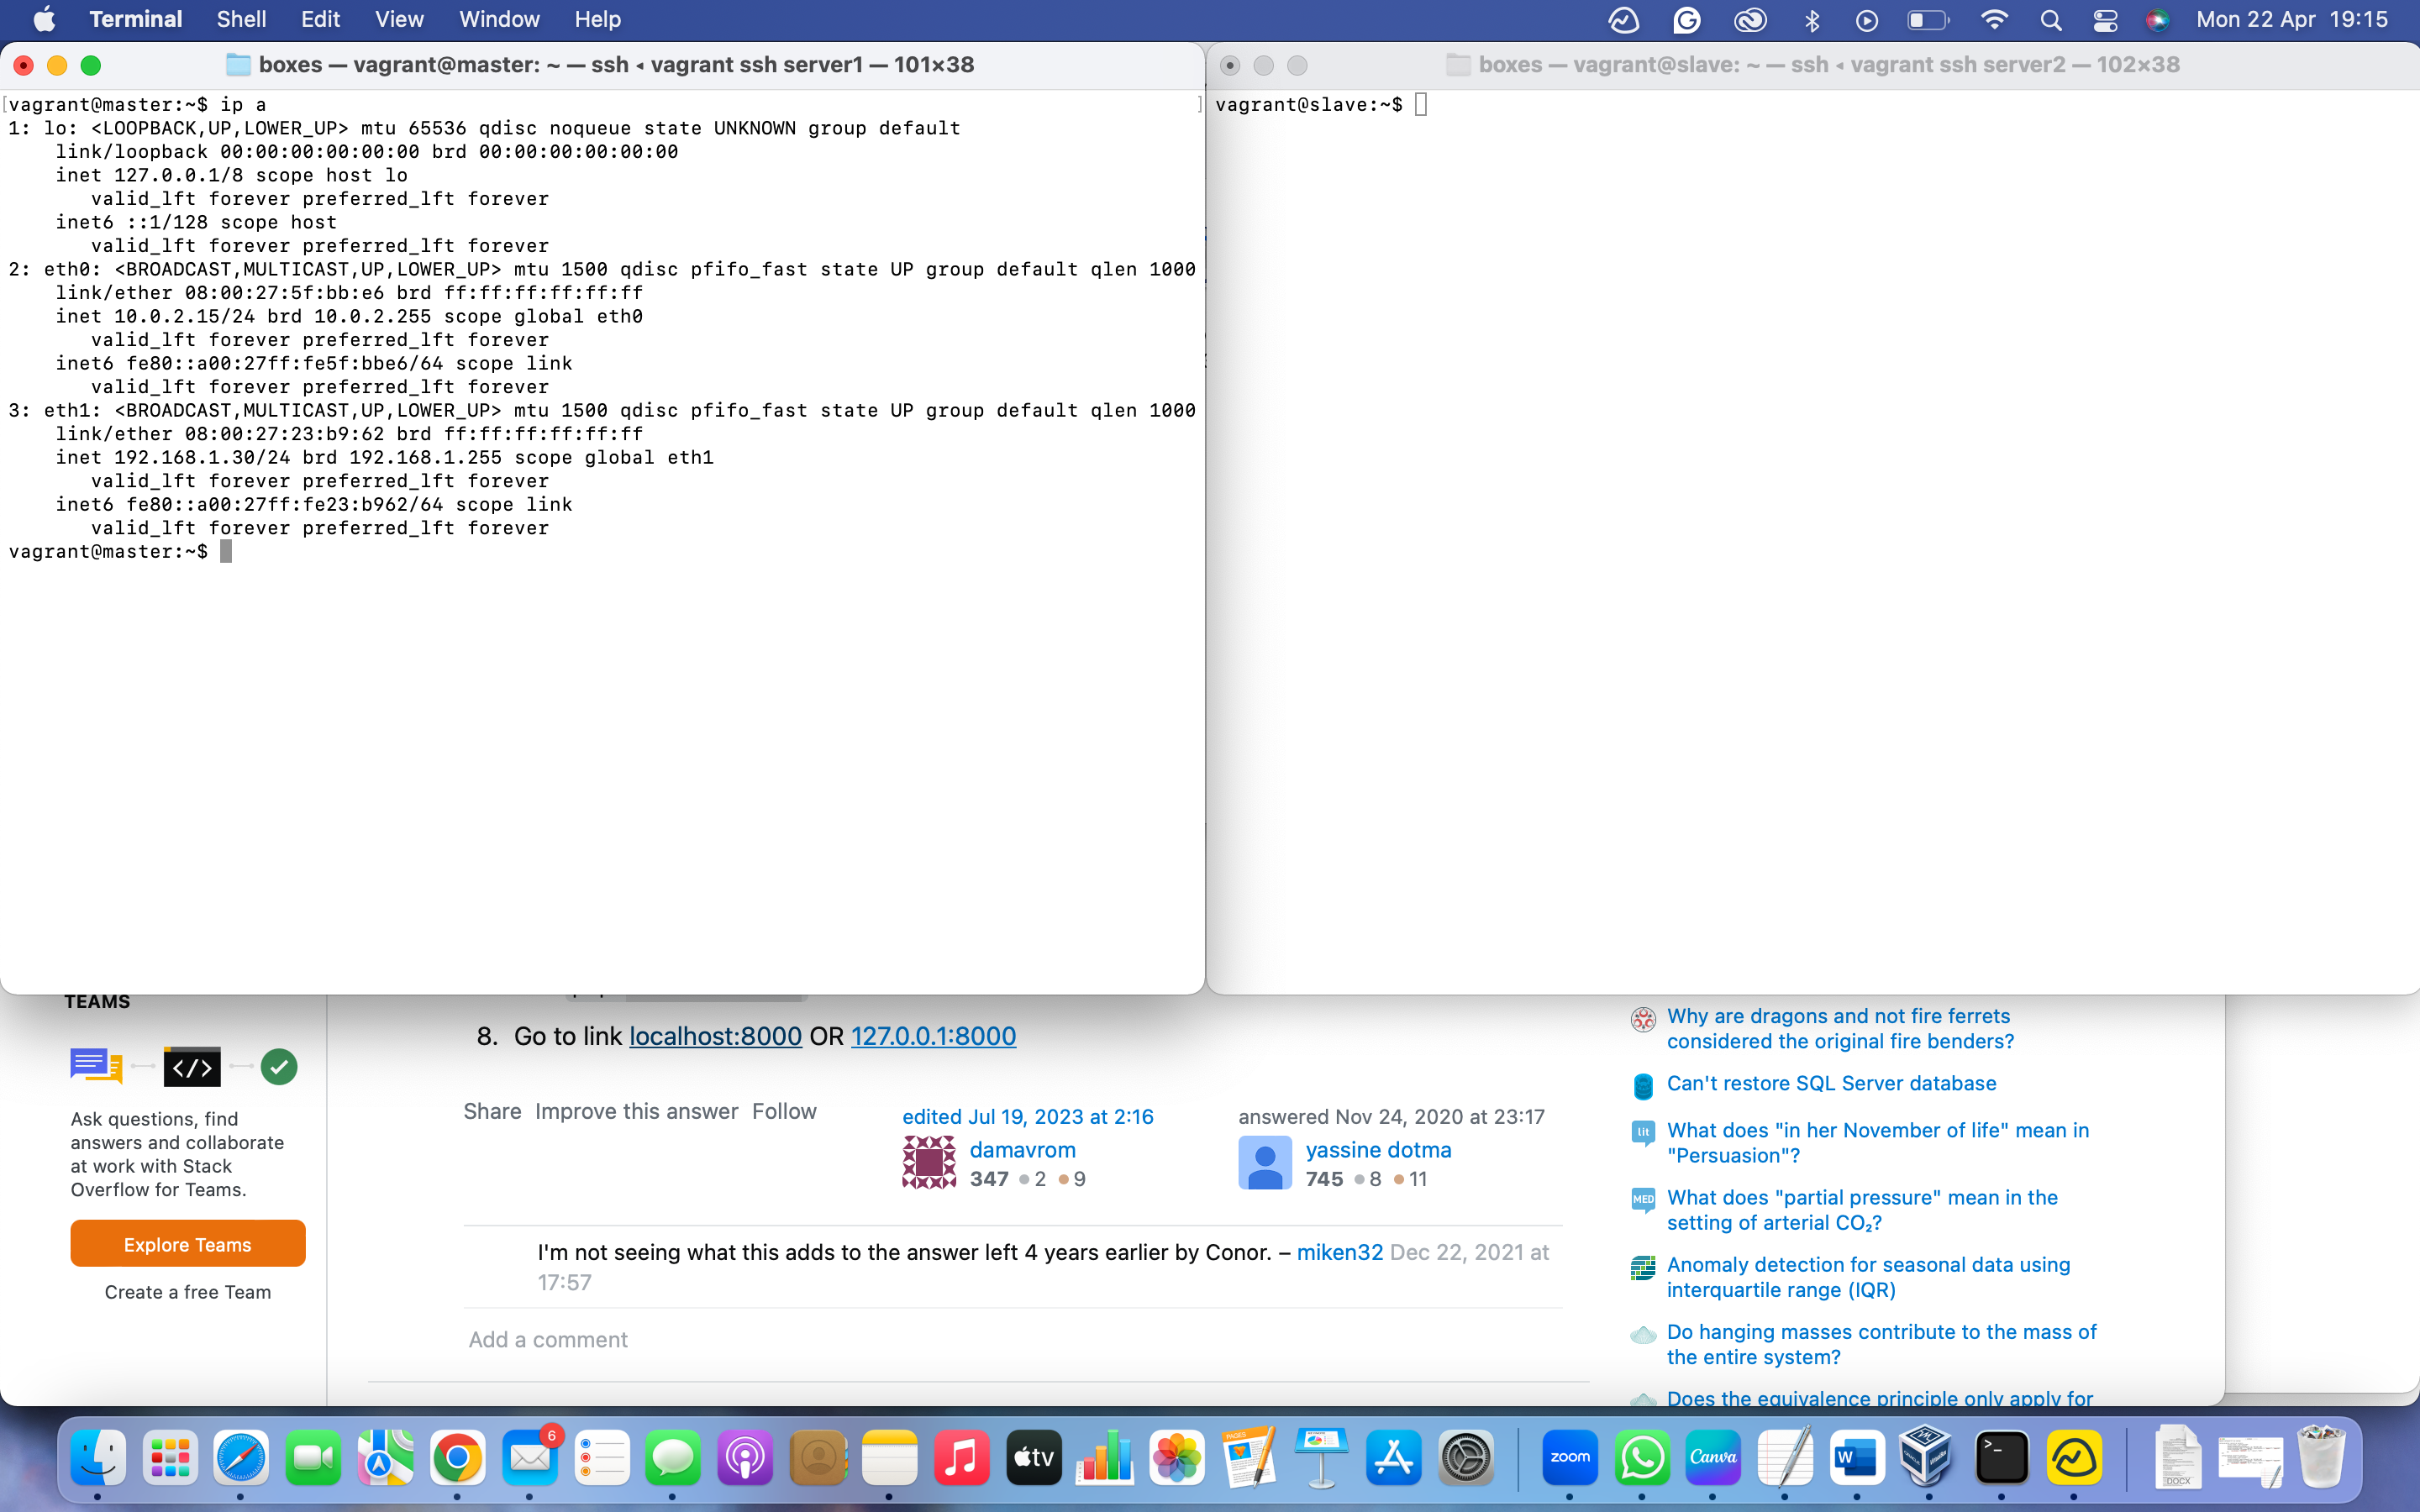 Terminal Shell Edit View Window Help Mon 22 Apr 19:15
boxes — vagrant@master: ~ — ssh ◂ vagrant ssh server1 — 101×38
[vagrant@master:~$ ip a ]
1: lo: <LOOPBACK,UP,LOWER_UP> mtu 65536 qdisc noqueue state UNKNOWN group default
link/loopback 00:00:00:00:00:00 brd 00:00:00:00:00:00
inet 127.0.0.1/8 scope host lo
valid_lft forever preferred_lft forever
inet6 ::1/128 scope host
valid_lft forever preferred_lft forever
2: eth0: <BROADCAST,MULTICAST,UP,LOWER_UP> mtu 1500 qdisc pfifo_fast state UP group default qlen 1000
link/ether 08:00:27:5f:bb:e6 brd ff:ff:ff:ff:ff:ff
inet 10.0.2.15/24 brd 10.0.2.255 scope global eth0
valid_lft forever preferred_lft forever
inet6 fe80::a00:27ff:fe5f:bbe6/64 scope link
valid_lft forever preferred_lft forever
3: eth1: <BROADCAST,MULTICAST,UP,LOWER_UP> mtu 1500 qdisc pfifo_fast state UP group default qlen 1000
link/ether 08:00:27:23:b9:62 brd ff:ff:ff:ff:ff:ff
inet 192.168.1.30/24 brd 192.168.1.255 scope global eth1
valid_lft forever preferred_lft forever
inet6 fe80::a00:27ff:fe23:b962/64 scope link
valid_lft forever preferred_lft forever
vagrant@master:~$
boxes — vagrant@slave: ~ — ssh ◂ vagrant ssh server2 — 102×38
vagrant@slave:~$
TEAMS
</>
Ask questions, find
answers and collaborate
at work with Stack
Overflow for Teams.
Explore Teams
Create a free Team
8. Go to link localhost:8000 OR 127.0.0.1:8000
Share Improve this answer Follow
edited Jul 19, 2023 at 2:16
damavrom
347 2 9
answered Nov 24, 2020 at 23:17
yassine dotma
745 8 11
I'm not seeing what this adds to the answer left 4 years earlier by Conor. – miken32 Dec 22, 2021 at
17:57
Add a comment
Why are dragons and not fire ferrets
considered the original fire benders?
Can't restore SQL Server database
lit
What does "in her November of life" mean in
"Persuasion"?
MED
What does "partial pressure" mean in the
setting of arterial CO₂?
Anomaly detection for seasonal data using
interquartile range (IQR)
Do hanging masses contribute to the mass of
the entire system?
Does the equivalence principle only apply for
6
tv
PAGES
zoom
Canva
W
>_
DOCX